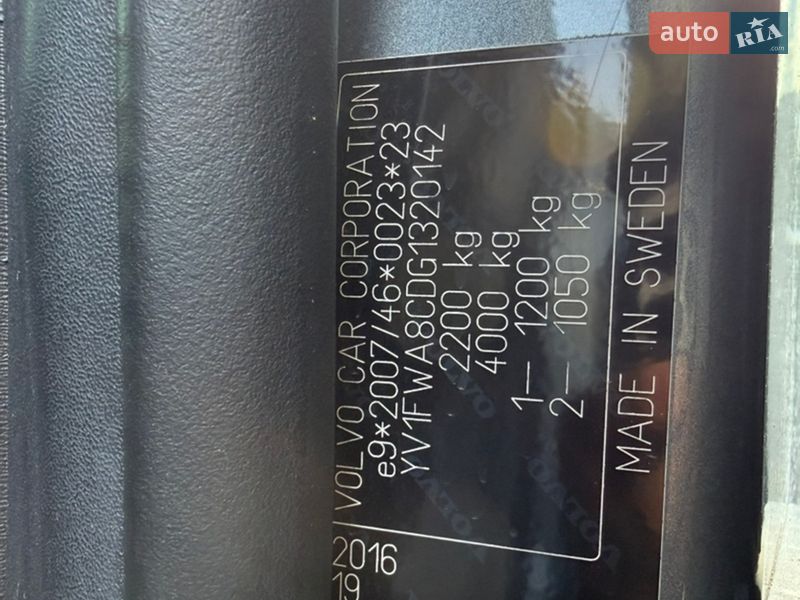 auto RIA .com
VOLVO CAR CORPORATION
e9*2007/46*0023*23
YV1FWA8CDG1320142
2200 kg
4000 kg
1— 1200 kg
2— 1050 kg
MADE IN SWEDEN
2016